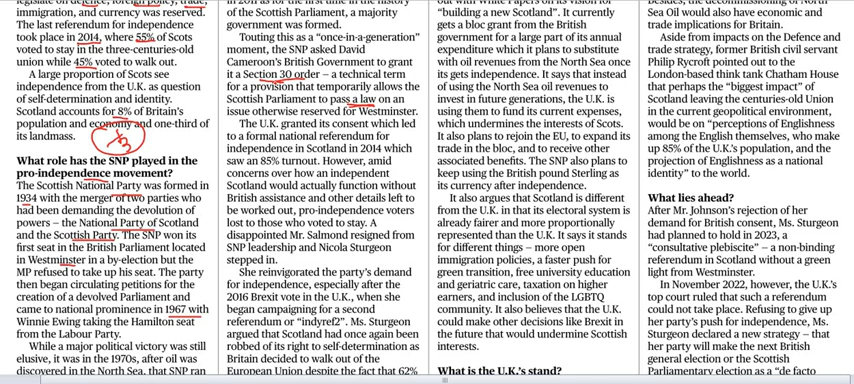 legislate on defence, foreign policy, trade,
immigration, and currency was reserved.
The last referendum for independence
took place in 2014, where 55% of Scots
voted to stay in the three-centuries-old
union while 45% voted to walk out.
A large proportion of Scots see
independence from the U.K. as question
of self-determination and identity.
Scotland accounts for 8% of Britain's
population and economy and one-third of
its landmass.
1/3
What role has the SNP played in the
pro-independence movement?
The Scottish National Party was formed in
1934 with the merger of two parties who
had been demanding the devolution of
powers – the National Party of Scotland
and the Scottish Party. The SNP won its
first seat in the British Parliament located
in Westminster in a by-election but the
MP refused to take up his seat. The party
then began circulating petitions for the
creation of a devolved Parliament and
came to national prominence in 1967 with
Winnie Ewing taking the Hamilton seat
from the Labour Party.
While a major political victory was still
elusive, it was in the 1970s, after oil was
discovered in the North Sea, that SNP ran
in 2011 as for the first time in the history
of the Scottish Parliament, a majority
government was formed.
Touting this as a “once-in-a-generation”
moment, the SNP asked David
Cameron's British Government to grant
it a Section 30 order – a technical term
for a provision that temporarily allows the
Scottish Parliament to pass a law on an
issue otherwise reserved for Westminster.
The U.K. granted its consent which led
to a formal national referendum for
independence in Scotland in 2014 which
saw an 85% turnout. However, amid
concerns over how an independent
Scotland would actually function without
British assistance and other details left to
be worked out, pro-independence voters
lost to those who voted to stay. A
disappointed Mr. Salmond resigned from
SNP leadership and Nicola Sturgeon
stepped in.
She reinvigorated the party's demand
for independence, especially after the
2016 Brexit vote in the U.K., when she
began campaigning for a second
referendum or “indyref2”. Ms. Sturgeon
argued that Scotland had once again been
robbed of its right to self-determination as
Britain decided to walk out of the
European Union despite the fact that 62%
out with White Papers on its vision for
“building a new Scotland”. It currently
gets a bloc grant from the British
government for a large part of its annual
expenditure which it plans to substitute
with oil revenues from the North Sea once
its gets independence. It says that instead
of using the North Sea oil revenues to
invest in future generations, the U.K. is
using them to fund its current expenses,
which undermines the interests of Scots.
It also plans to rejoin the EU, to expand its
trade in the bloc, and to receive other
associated benefits. The SNP also plans to
keep using the British pound Sterling as
its currency after independence.
It also argues that Scotland is different
from the U.K. in that its electoral system is
already fairer and more proportionally
represented than the U.K. It says it stands
for different things – more open
immigration policies, a faster push for
green transition, free university education
and geriatric care, taxation on higher
earners, and inclusion of the LGBTQ
community. It also believes that the U.K.
could make other decisions like Brexit in
the future that would undermine Scottish
interests.
What is the U.K.'s stand?
Besides, the decommissioning of North
Sea Oil would also have economic and
trade implications for Britain.
Aside from impacts on the Defence and
trade strategy, former British civil servant
Philip Rycroft pointed out to the
London-based think tank Chatham House
that perhaps the “biggest impact” of
Scotland leaving the centuries-old Union
in the current geopolitical environment,
would be on “perceptions of Englishness
among the English themselves, who make
up 85% of the U.K.'s population, and the
projection of Englishness as a national
identity” to the world.
What lies ahead?
After Mr. Johnson's rejection of her
demand for British consent, Ms. Sturgeon
had planned to hold in 2023, a
“consultative plebiscite” – a non-binding
referendum in Scotland without a green
light from Westminster.
In November 2022, however, the U.K.'s
top court ruled that such a referendum
could not take place. Refusing to give up
her party's push for independence, Ms.
Sturgeon declared a new strategy – that
her party will make the next British
general election or the Scottish
Parliamentary election as a “de facto